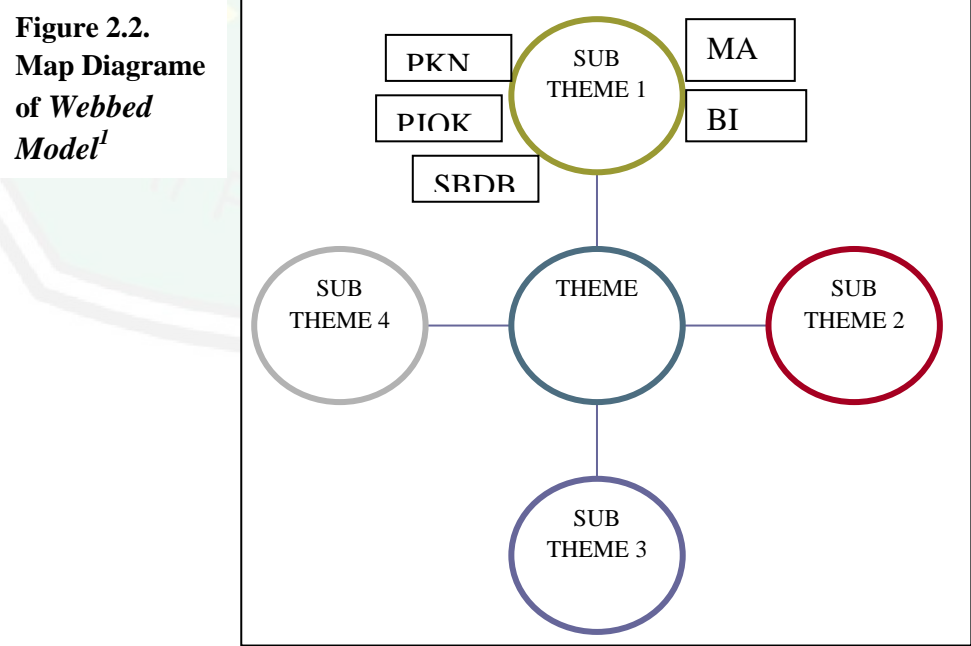 Figure 2.2.
Map Diagrame
of Webbed
Model1
PKN
PJOK
SBDP
SUB
THEME 1
MA
BI
SUB
THEME 4
THEME
SUB
THEME 2
SUB
THEME 3